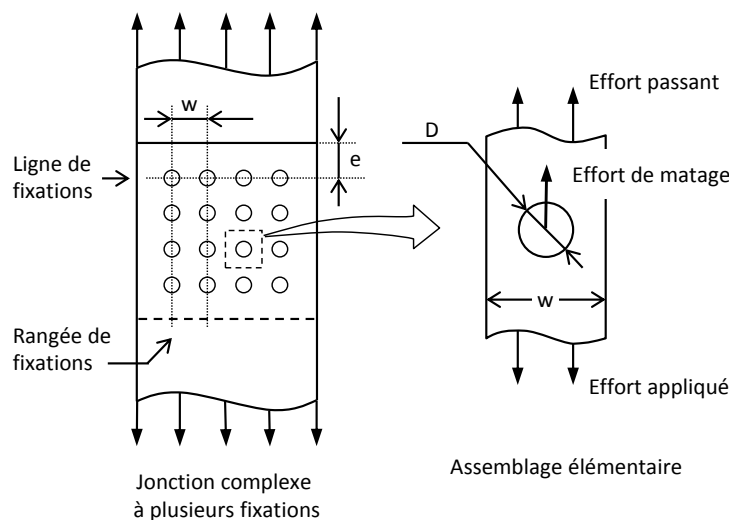 w
e
Ligne de
fixations
Rangée de
fixations
Jonction complexe
à plusieurs fixations
Effort passant
D
Effort de matage
w
Effort appliqué
Assemblage élémentaire